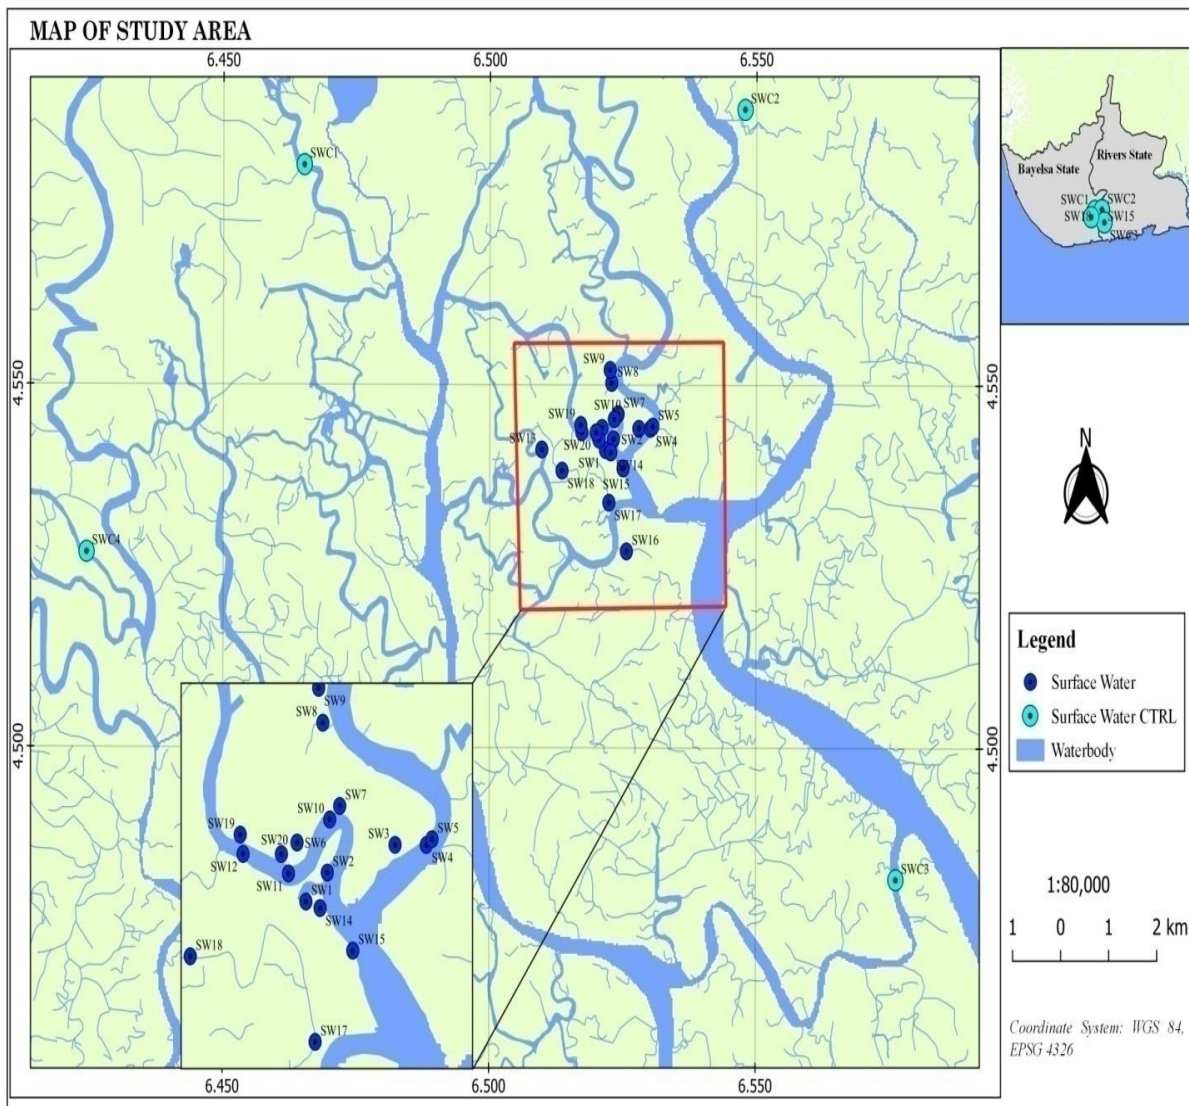 MAP OF STUDY AREA
6.450
6.500
6.550
SWC2
SWC1
4.550
4.550
SW9
SW8
SW10
SW7
SW19
SW5
SW13
SW20
SW2
SW4
SW1
SW14
SW18
SW15
SW17
SW16
SWC4
4.500
4.500
SW9
SW8
SW7
SW10
SW19
SW20
SW6
SW3
SW5
SW12
SW2
SW4
SW11
SW1
SW14
SW15
SW18
SW17
SWC3
6.450
6.500
6.550
Rivers State
Bayelsa State
SWC1
SWC2
SW15
SWC3
N
Legend
Surface Water
Surface Water CTRL
Waterbody
1:80,000
1 0 1 2 km
Coordinate System: WGS 84,
EPSG 4326